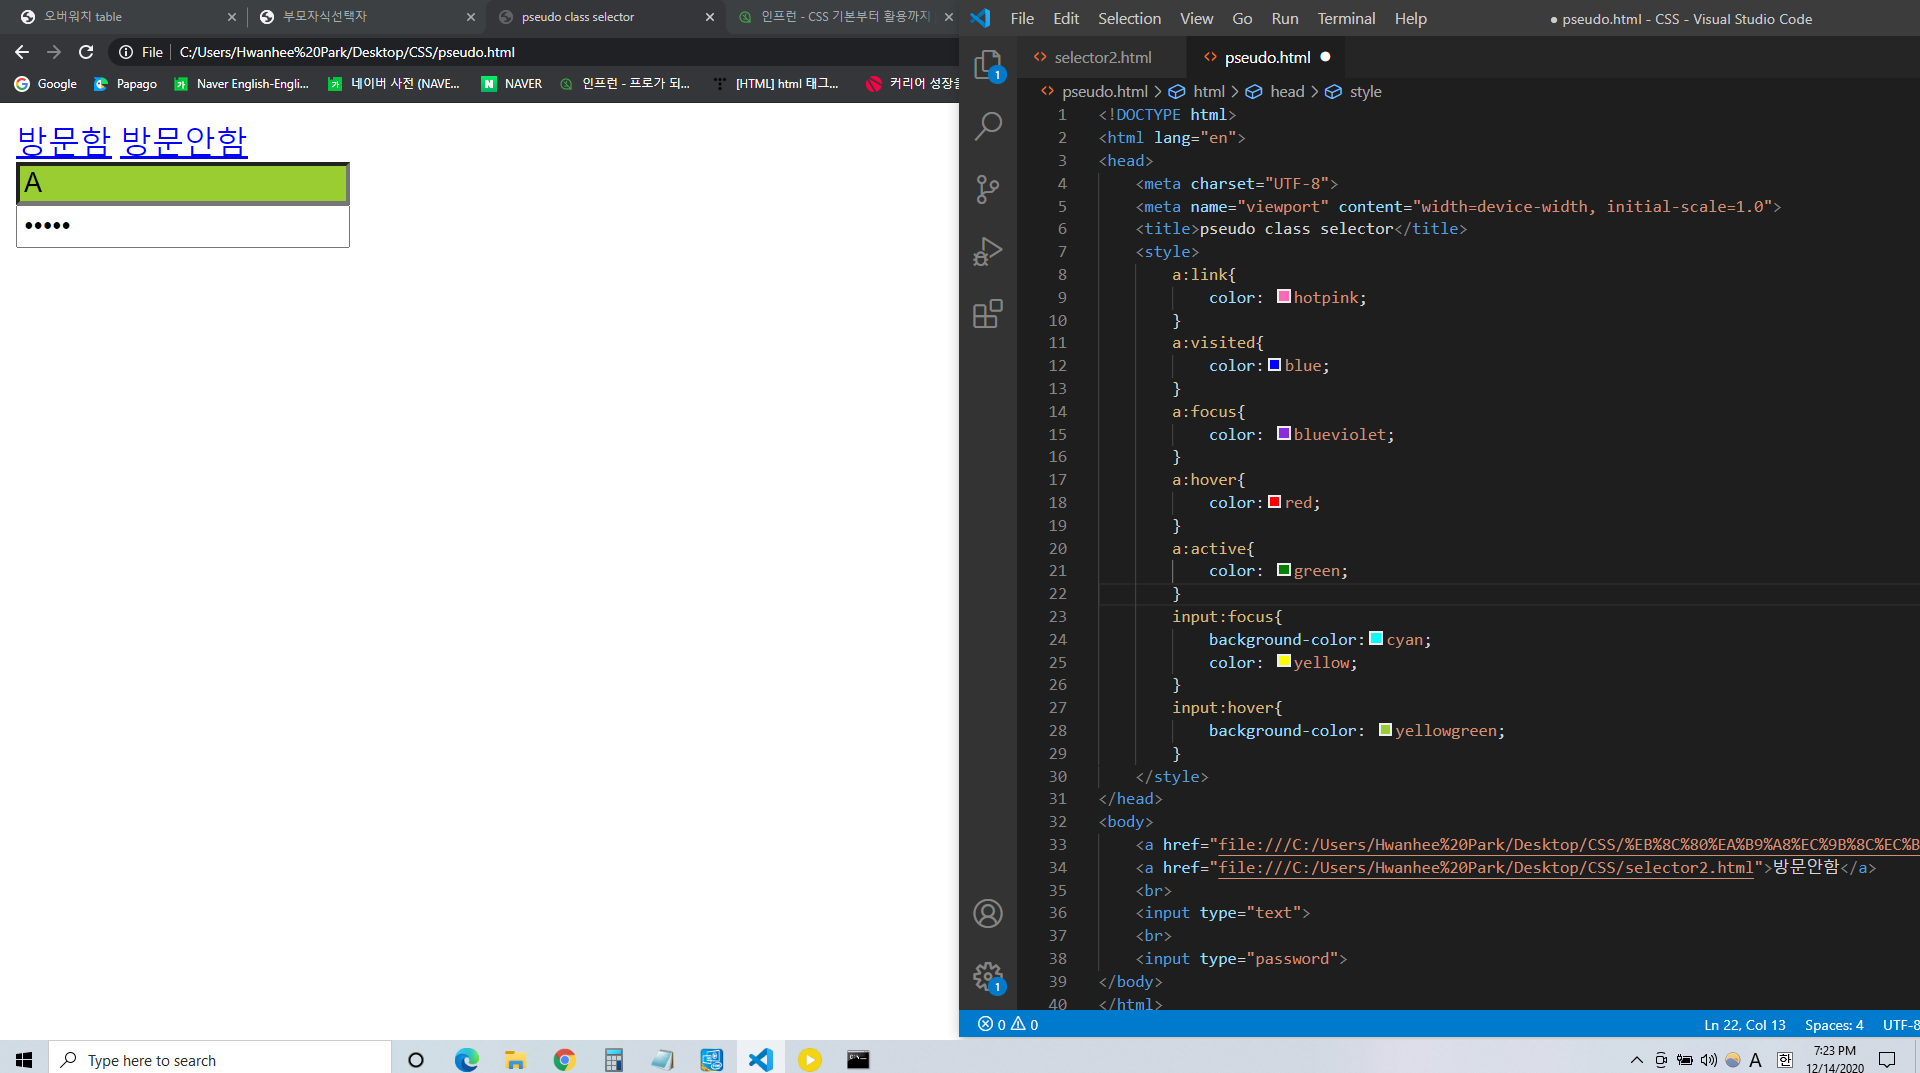 오버워치 table
부모자식선택자
pseudo class selector
인프런 - CSS 기본부터 활용까지
File C:/Users/Hwanhee%20Park/Desktop/CSS/pseudo.html
Google Papago Naver English-Engli... 네이버 사전 (NAVE... NAVER 인프런 - 프로가 되... [HTML] html 태그... 커리어 성장을
방문함 방문안함
A
•••••
File Edit Selection View Go Run Terminal Help ● pseudo.html - CSS - Visual Studio Code
selector2.html pseudo.html
pseudo.html > html > head > style
1 <!DOCTYPE html>
2 <html lang="en">
3 <head>
4 <meta charset="UTF-8">
5 <meta name="viewport" content="width=device-width, initial-scale=1.0">
6 <title>pseudo class selector</title>
7 <style>
8 a:link{
9 color: hotpink;
10 }
11 a:visited{
12 color:blue;
13 }
14 a:focus{
15 color: blueviolet;
16 }
17 a:hover{
18 color:red;
19 }
20 a:active{
21 color: green;
22 }
23 input:focus{
24 background-color:cyan;
25 color: yellow;
26 }
27 input:hover{
28 background-color: yellowgreen;
29 }
30 </style>
31 </head>
32 <body>
33 <a href="file:///C:/Users/Hwanhee%20Park/Desktop/CSS/%EB%8C%80%EA%B9%A8%EC%9B%8C%EC%B
34 <a href="file:///C:/Users/Hwanhee%20Park/Desktop/CSS/selector2.html">방문안함</a>
35 <br>
36 <input type="text">
37 <br>
38 <input type="password">
39 </body>
40 </html>
1
1
0 0 Ln 22, Col 13 Spaces: 4 UTF-8
Type here to search
A 한 7:23 PM
12/14/2020